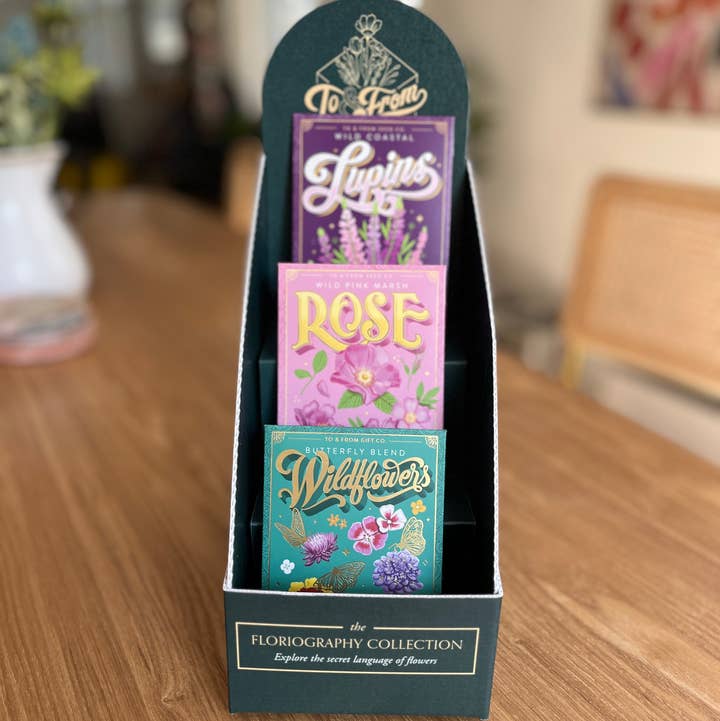 To & From
TO & FROM SEED CO.
WILD COASTAL
Lupins
TO & FROM SEED CO.
WILD PINK MARSH
ROSE
TO & FROM GIFT CO.
BUTTERFLY BLEND
Wildflowers
the
FLORIOGRAPHY COLLECTION
Explore the secret language of flowers